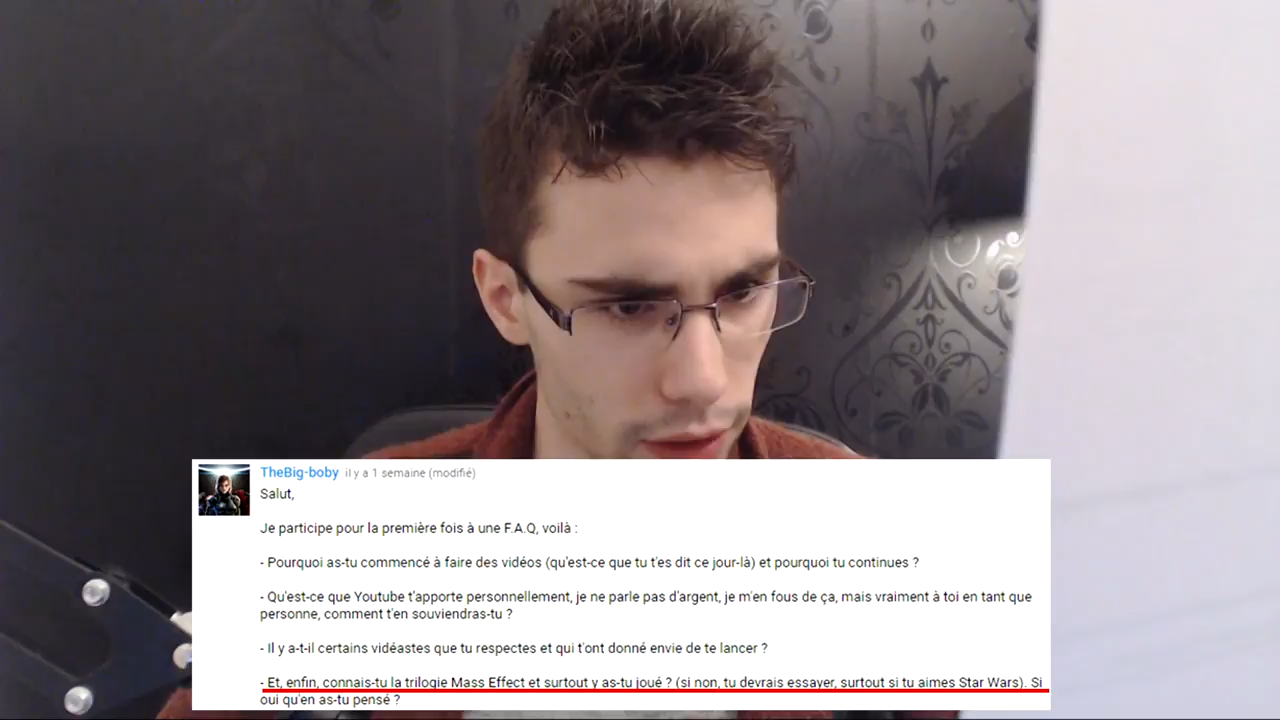 TheBig-boby il y a 1 semaine (modifié)
Salut,
Je participe pour la première fois à une F.A.Q, voilà :
- Pourquoi as-tu commencé à faire des vidéos (qu'est-ce que tu t'es dit ce jour-là) et pourquoi tu continues ?
- Qu'est-ce que Youtube t'apporte personnellement, je ne parle pas d'argent, je m'en fous de ça, mais vraiment à toi en tant que
personne, comment t'en souviendras-tu ?
- Il y a-t-il certains vidéastes que tu respectes et qui t'ont donné envie de te lancer ?
- Et, enfin, connais-tu la trilogie Mass Effect et surtout y as-tu joué ? (si non, tu devrais essayer, surtout si tu aimes Star Wars). Si
oui qu'en as-tu pensé ?